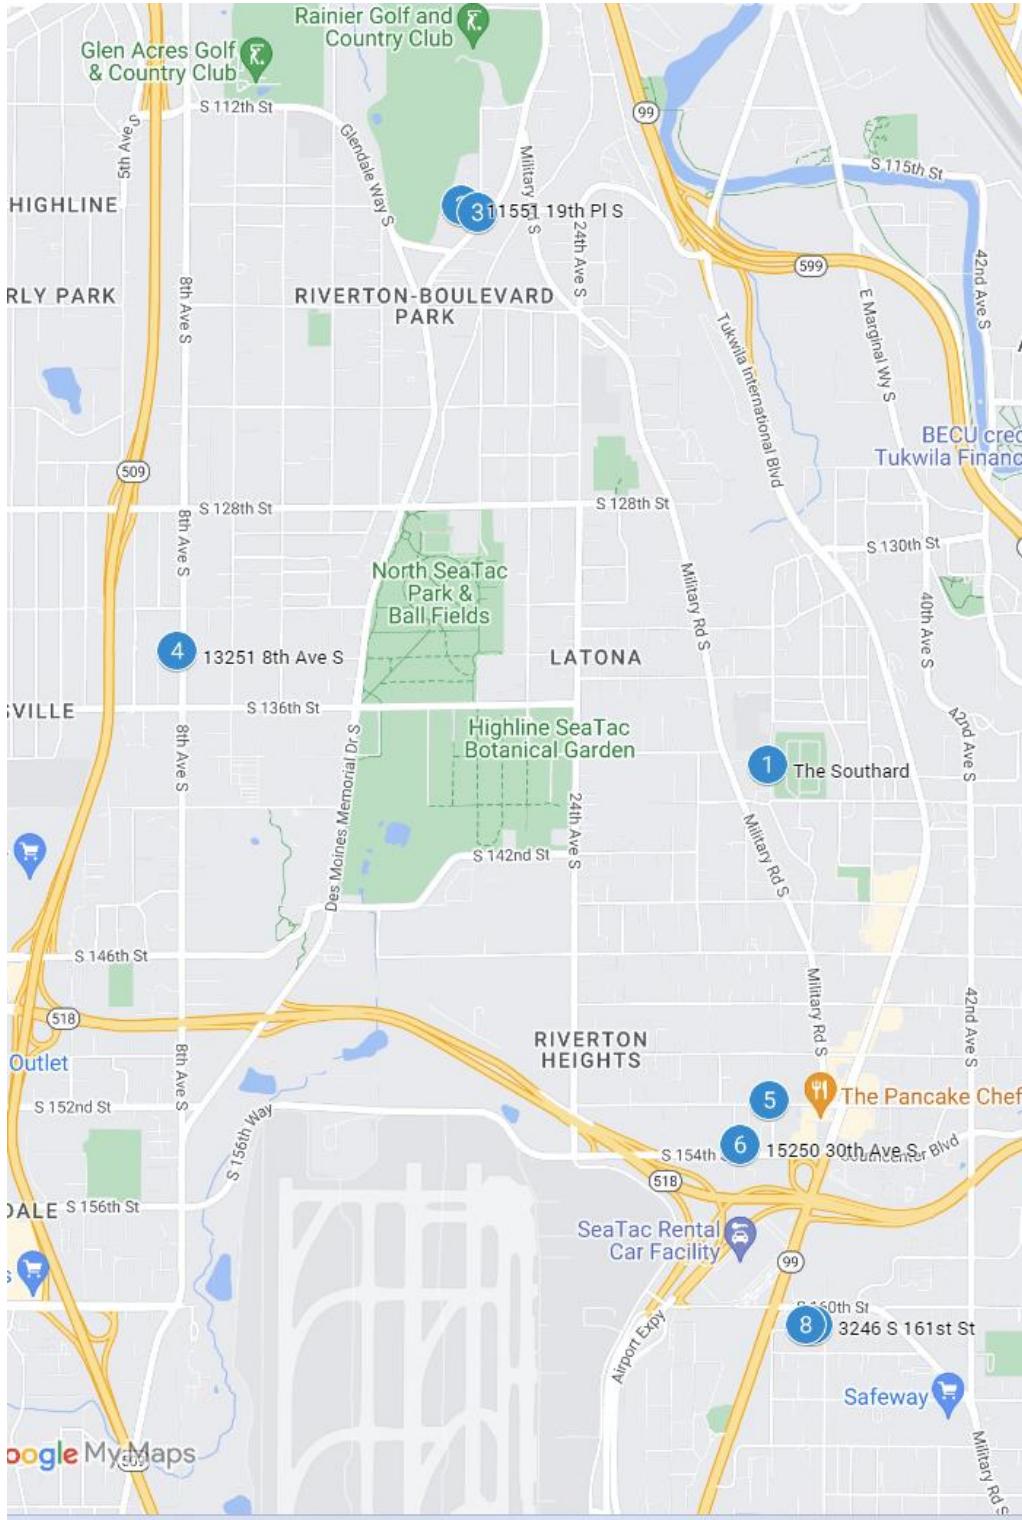 Rainier Golf and
Country Club
Glen Acres Golf
& Country Club
S 112th St
5th Ave S
Glendale Way S
Military Rd S
99
S 115th St
HIGHLINE
3
11551 19th Pl S
24th Ave S
42nd Ave S
599
8th Ave S
RLY PARK
RIVERTON-BOULEVARD
PARK
E Marginal Wy S
Tukwila International Blvd
BECU cred
Tukwila Financ
509
S 128th St
S 128th St
8th Ave S
S 130th St
North SeaTac
Park &
Ball Fields
Military Rd S
40th Ave S
4
13251 8th Ave S
LATONA
SVILLE
S 136th St
Highline SeaTac
Botanical Garden
42nd Ave S
8th Ave S
1
The Southard
Des Moines Memorial Dr S
24th Ave S
Military Rd S
S 142nd St
S 146th St
Military Rd S
42nd Ave S
518
RIVERTON
HEIGHTS
Outlet
8th Ave S
5
The Pancake Chef
S 152nd St
S 156th Way
6
15250 30th Ave S
S 154th S
Southcenter Blvd
518
DALE
S 156th St
SeaTac Rental
Car Facility
99
s
S 160th St
8
3246 S 161st St
Airport Expy
Safeway
Military Rd S
oogle My Maps
509